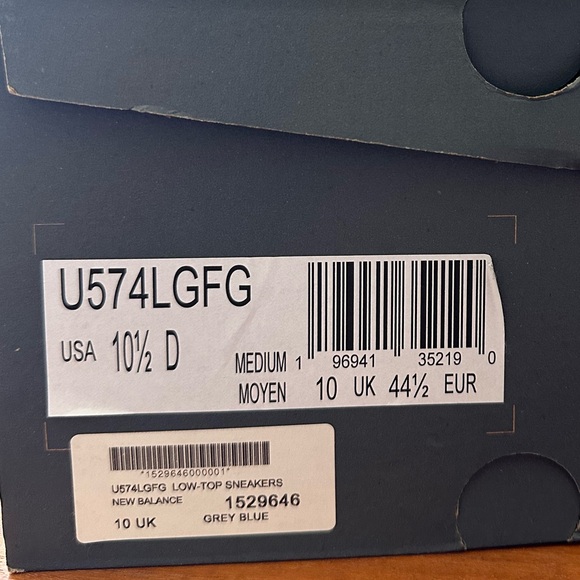 U574LGFG
USA 10½ D
MEDIUM 1 96941 35219 0
MOYEN 10 UK 44½ EUR
*1529646000001*
U574LGFG LOW-TOP SNEAKERS
NEW BALANCE 1529646
10 UK GREY BLUE